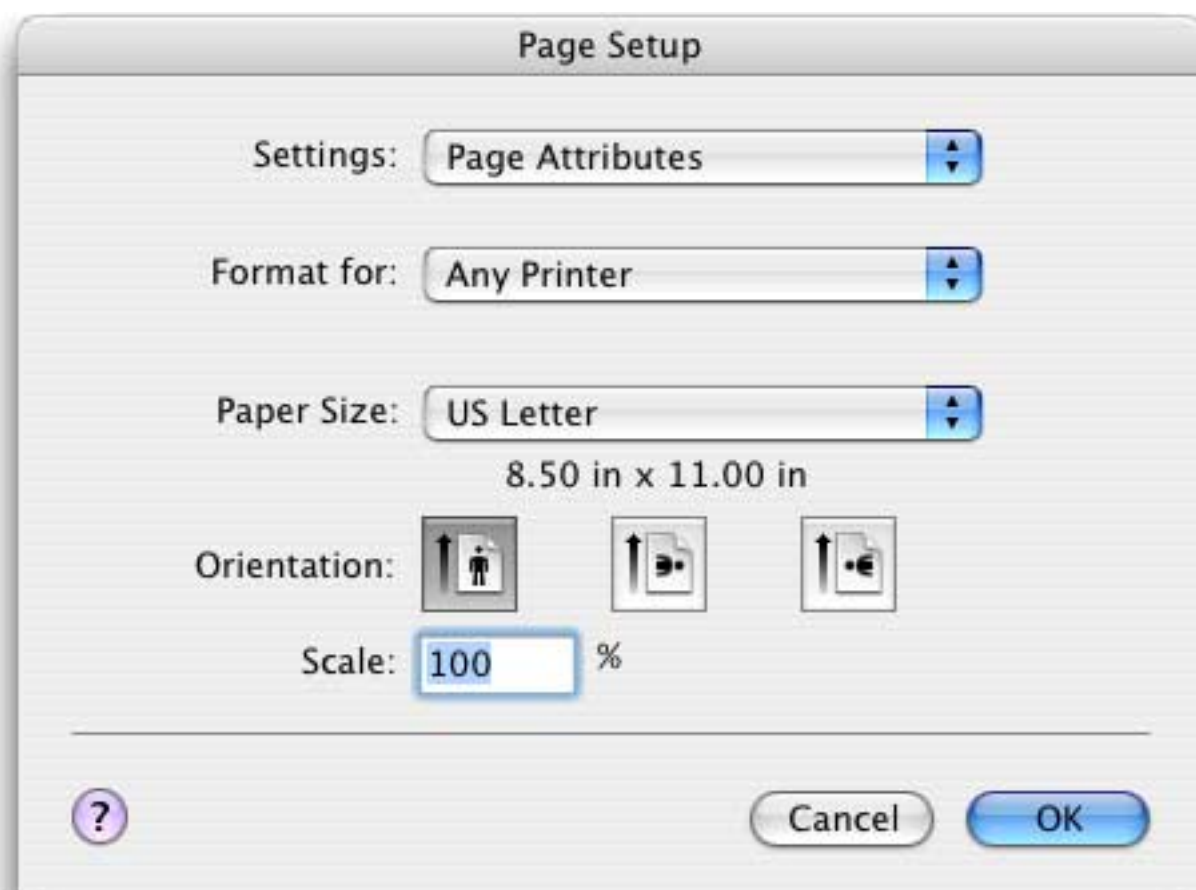 Page Setup
Settings: Page Attributes
Format for: Any Printer
Paper Size: US Letter
8.50 in x 11.00 in
Orientation:
Scale: 100 %
? Cancel OK